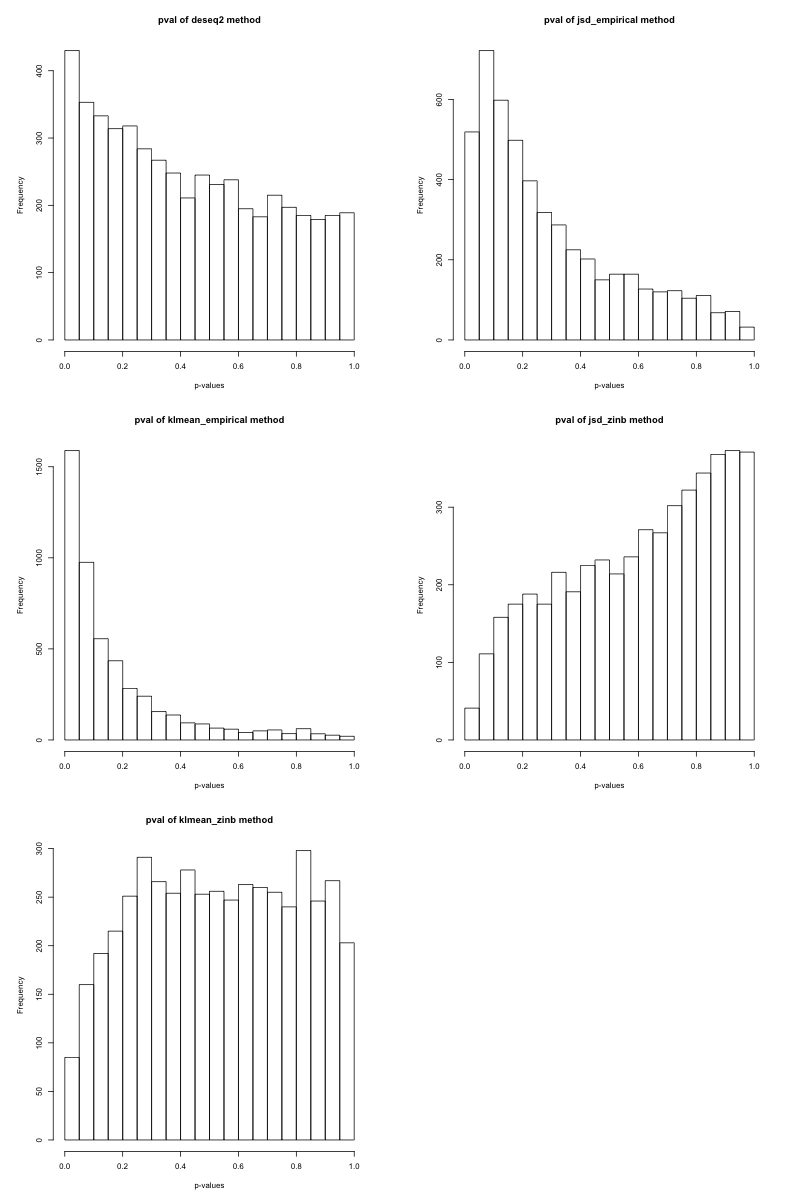 pval of deseq2 method
Frequency
400
300
200
100
0
0.0 0.2 0.4 0.6 0.8 1.0
p-values
pval of jsd_empirical method
Frequency
600
400
200
0
0.0 0.2 0.4 0.6 0.8 1.0
p-values
pval of klmean_empirical method
Frequency
1500
1000
500
0
0.0 0.2 0.4 0.6 0.8 1.0
p-values
pval of jsd_zinb method
Frequency
300
200
100
0
0.0 0.2 0.4 0.6 0.8 1.0
p-values
pval of klmean_zinb method
Frequency
300
250
200
150
100
50
0
0.0 0.2 0.4 0.6 0.8 1.0
p-values